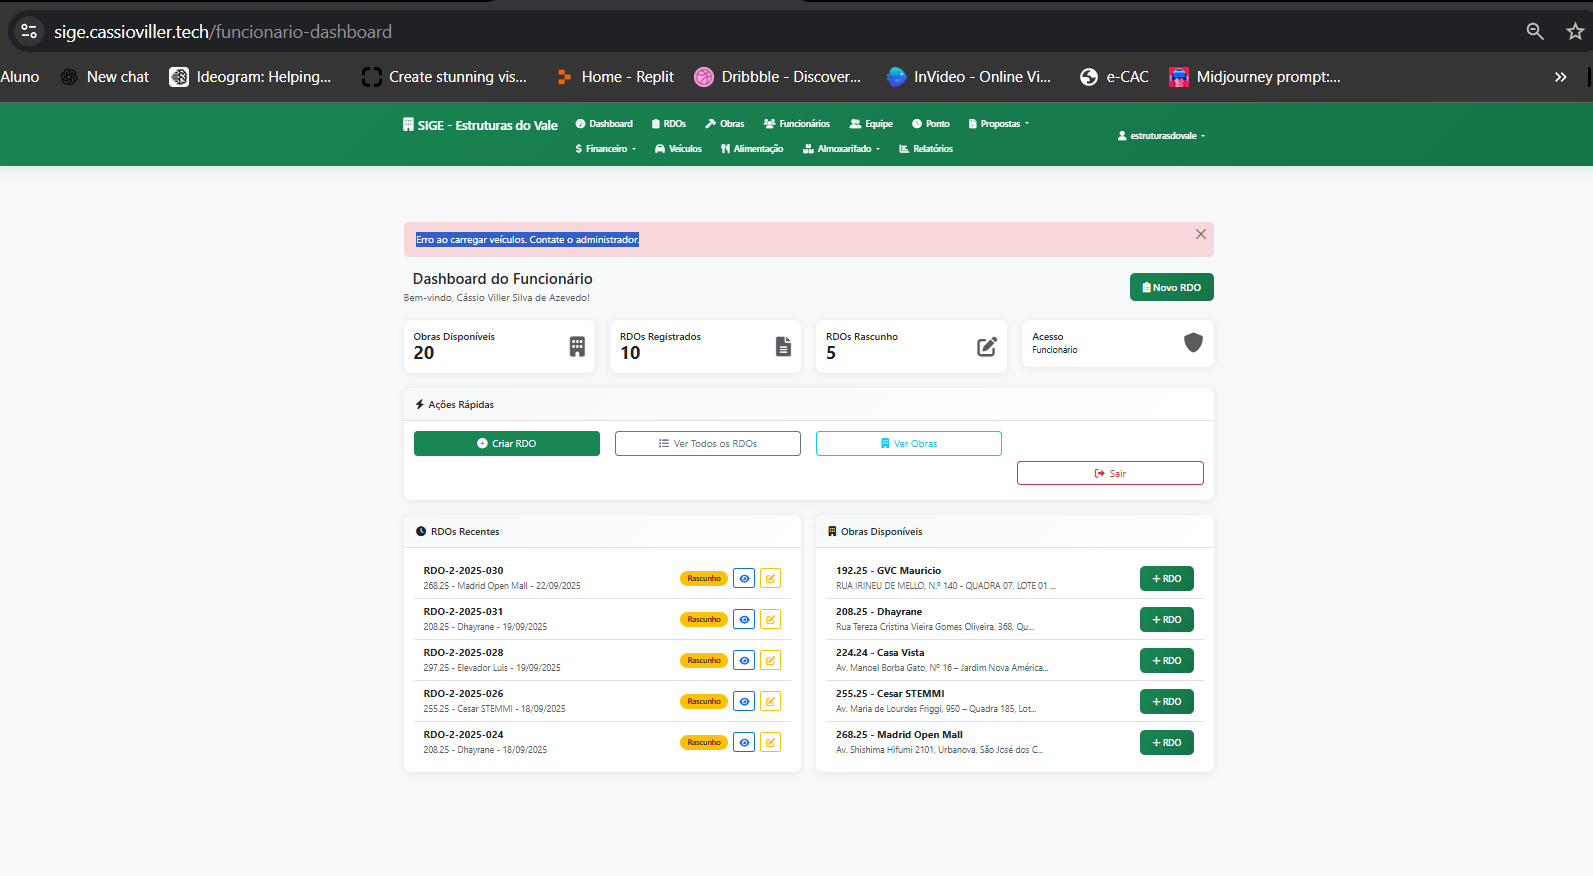 sige.cassioviller.tech/funcionario-dashboard
Aluno
New chat
Ideogram: Helping...
Create stunning vis...
Home - Replit
Dribbble - Discover...
InVideo - Online Vi...
e-CAC
Midjourney prompt:...
SIGE - Estruturas do Vale
Dashboard
RDOs
Obras
Funcionários
Equipe
Ponto
Propostas
Financeiro
Veículos
Alimentação
Almoxarifado
Relatórios
estruturasdovale
Erro ao carregar veículos. Contate o administrador.
Dashboard do Funcionário
Bem-vindo, Cássio Viller Silva de Azevedo!
Novo RDO
Obras Disponíveis
20
RDOs Registrados
10
RDOs Rascunho
5
Acesso
Funcionário
Ações Rápidas
Criar RDO
Ver Todos os RDOs
Ver Obras
Sair
RDOs Recentes
RDO-2-2025-030
268.25 - Madrid Open Mall - 22/09/2025
Rascunho
RDO-2-2025-031
208.25 - Dhayrane - 19/09/2025
Rascunho
RDO-2-2025-028
297.25 - Elevador Luis - 19/09/2025
Rascunho
RDO-2-2025-026
255.25 - Cesar STEMMI - 18/09/2025
Rascunho
RDO-2-2025-024
208.25 - Dhayrane - 18/09/2025
Rascunho
Obras Disponíveis
192.25 - GVC Mauricio
RUA IRINEU DE MELLO, N.º 140 - QUADRA 07, LOTE 01 ...
+ RDO
208.25 - Dhayrane
Rua Tereza Cristina Vieira Gomes Oliveira, 368, Qu...
+ RDO
224.24 - Casa Vista
Av. Manoel Borba Gato, Nº 16 – Jardim Nova América...
+ RDO
255.25 - Cesar STEMMI
Av. Maria de Lourdes Friggi, 950 – Quadra 185, Lot...
+ RDO
268.25 - Madrid Open Mall
Av. Shishima Hifumi 2101, Urbanova, São José dos C...
+ RDO